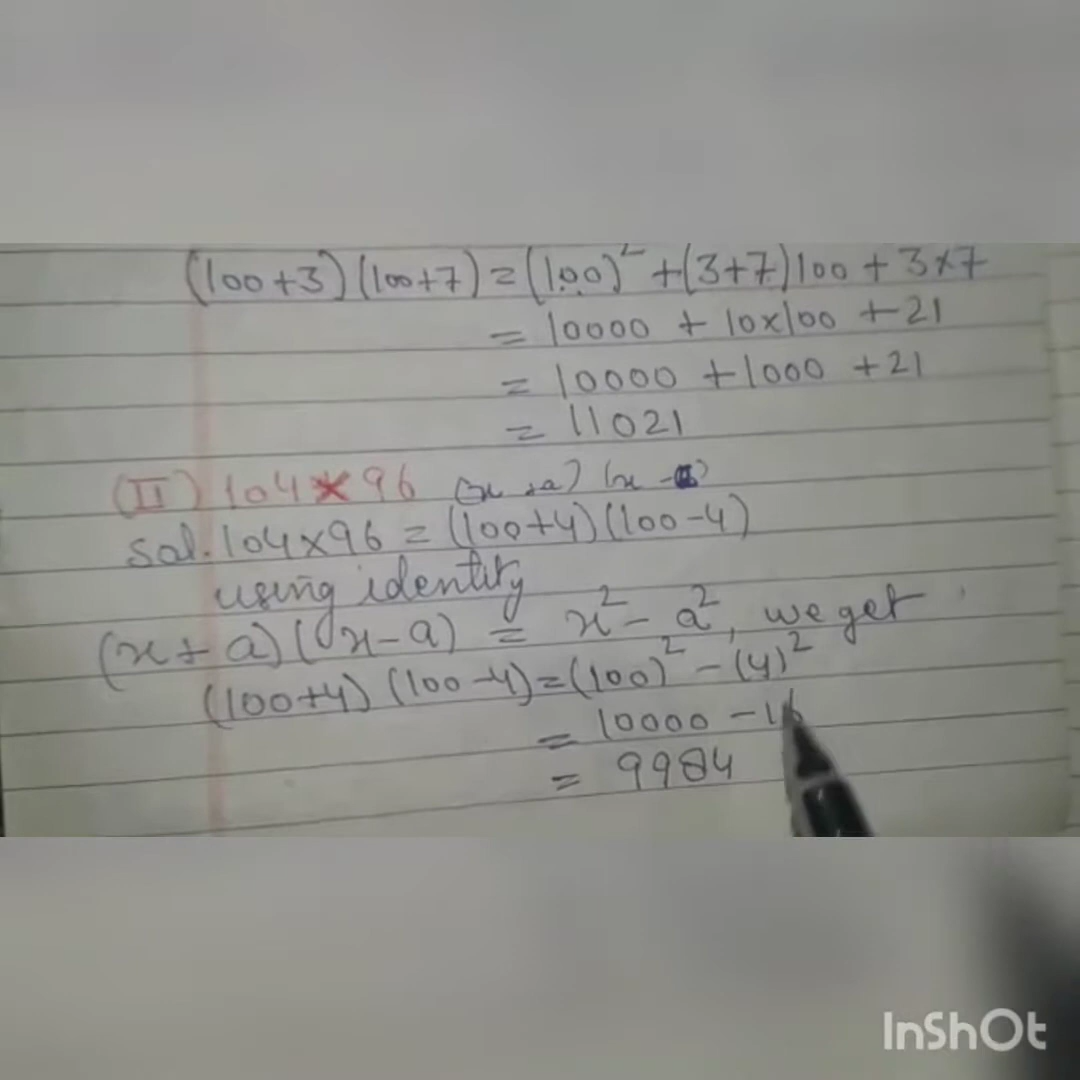 (100+3)(100+7)=(100)²+(3+7)100+3×7
=10000+10×100+21
=10000+1000+21
=11021
(II) 104×96 (x+a)(x-a)
sol.104×96=(100+4)(100-4)
using identity
(x+a)(x-a)=x²-a², we get
(100+4)(100-4)=(100)²-(4)²
=10000-16
=9984
InShOt